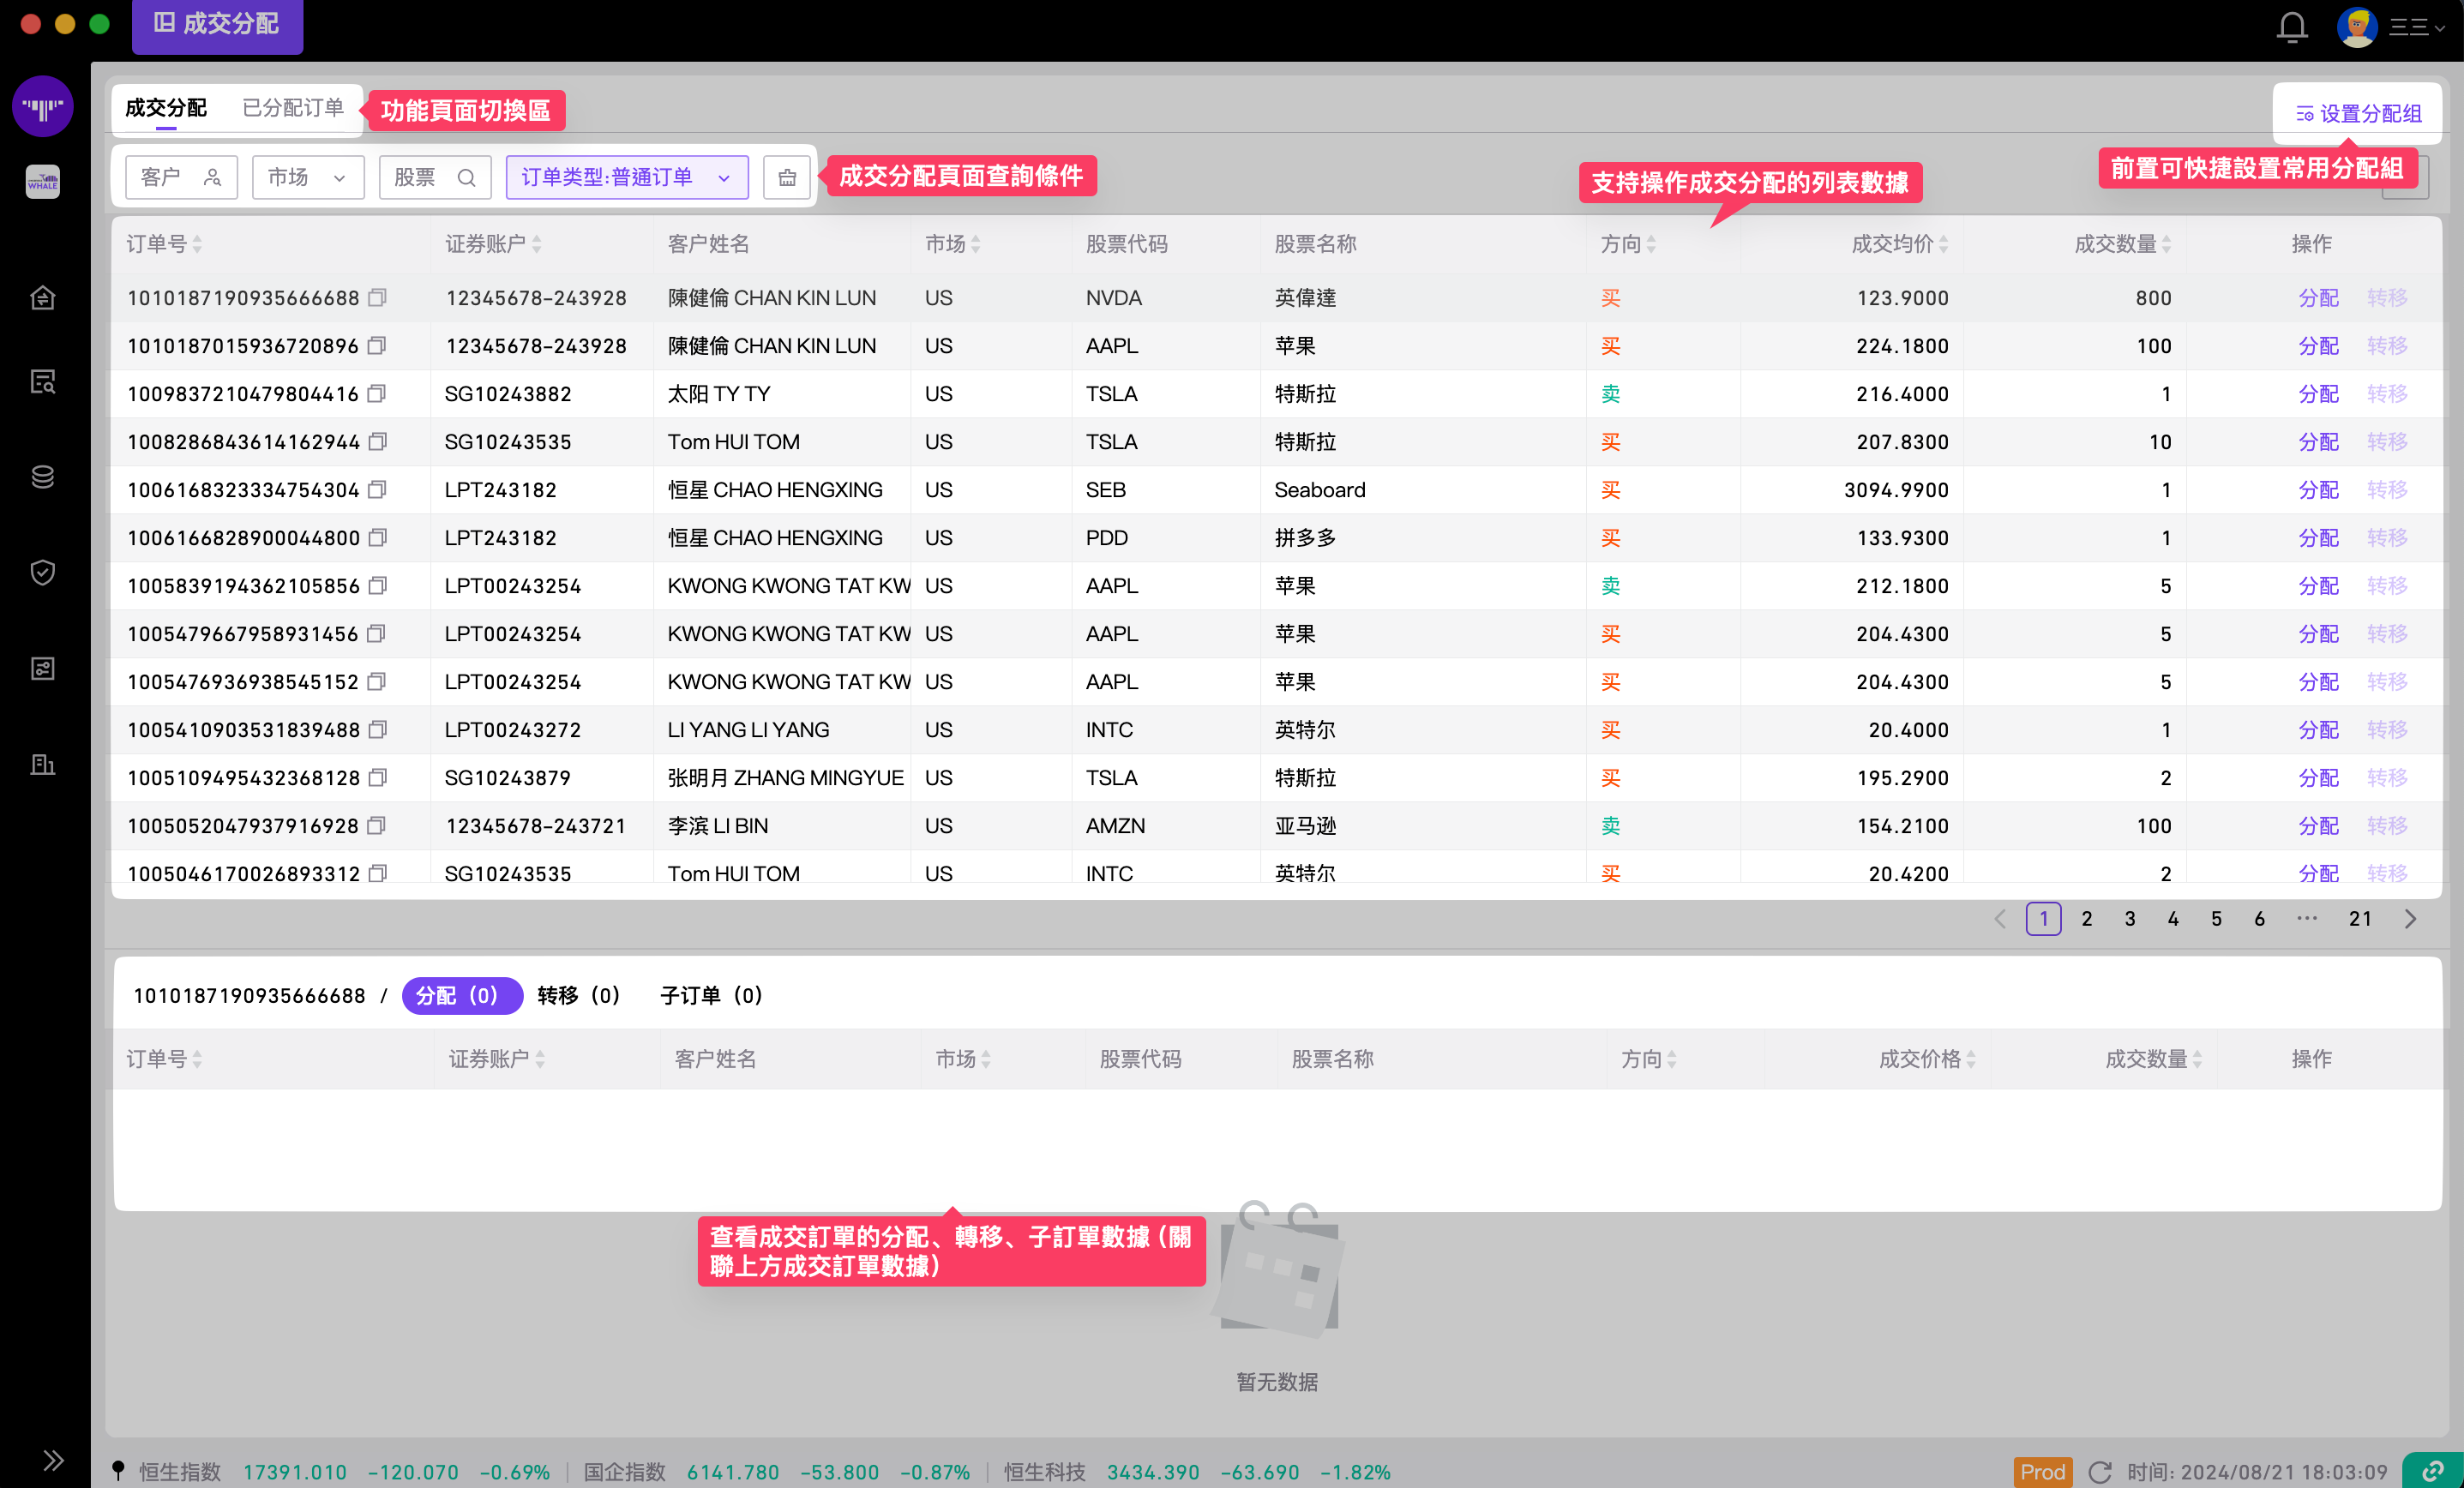 成交分配
三三
WHALE
成交分配 已分配订单 功能頁面切換區 设置分配组
前置可快捷設置常用分配組
客户 市场 股票 订单类型:普通订单 成交分配頁面查詢條件 支持操作成交分配的列表數據
订单号 证券账户 客户姓名 市场 股票代码 股票名称 方向 成交均价 成交数量 操作
1010187190935666688 12345678-243928 陳健倫 CHAN KIN LUN US NVDA 英偉達 买 123.9000 800 分配 转移
1010187015936720896 12345678-243928 陳健倫 CHAN KIN LUN US AAPL 苹果 买 224.1800 100 分配 转移
1009837210479804416 SG10243882 太阳 TY TY US TSLA 特斯拉 卖 216.4000 1 分配 转移
1008286843614162944 SG10243535 Tom HUI TOM US TSLA 特斯拉 买 207.8300 10 分配 转移
1006168323334754304 LPT243182 恒星 CHAO HENGXING US SEB Seaboard 买 3094.9900 1 分配 转移
1006166828900044800 LPT243182 恒星 CHAO HENGXING US PDD 拼多多 买 133.9300 1 分配 转移
1005839194362105856 LPT00243254 KWONG KWONG TAT KW US AAPL 苹果 卖 212.1800 5 分配 转移
1005479667958931456 LPT00243254 KWONG KWONG TAT KW US AAPL 苹果 买 204.4300 5 分配 转移
1005476936938545152 LPT00243254 KWONG KWONG TAT KW US AAPL 苹果 买 204.4300 5 分配 转移
1005410903531839488 LPT00243272 LI YANG LI YANG US INTC 英特尔 买 20.4000 1 分配 转移
1005109495432368128 SG10243879 张明月 ZHANG MINGYUE US TSLA 特斯拉 买 195.2900 2 分配 转移
1005052047937916928 12345678-243721 李滨 LI BIN US AMZN 亚马逊 卖 154.2100 100 分配 转移
1005046170026893312 SG10243535 Tom HUI TOM US INTC 英特尔 买 20.4200 2 分配 转移
1 2 3 4 5 6 ··· 21
1010187190935666688 / 分配（0） 转移（0） 子订单（0）
订单号 证券账户 客户姓名 市场 股票代码 股票名称 方向 成交价格 成交数量 操作
查看成交訂單的分配、轉移、子訂單數據（關
聯上方成交訂單數據）
暂无数据
恒生指数 17391.010 -120.070 -0.69% 国企指数 6141.780 -53.800 -0.87% 恒生科技 3434.390 -63.690 -1.82% Prod 时间: 2024/08/21 18:03:09